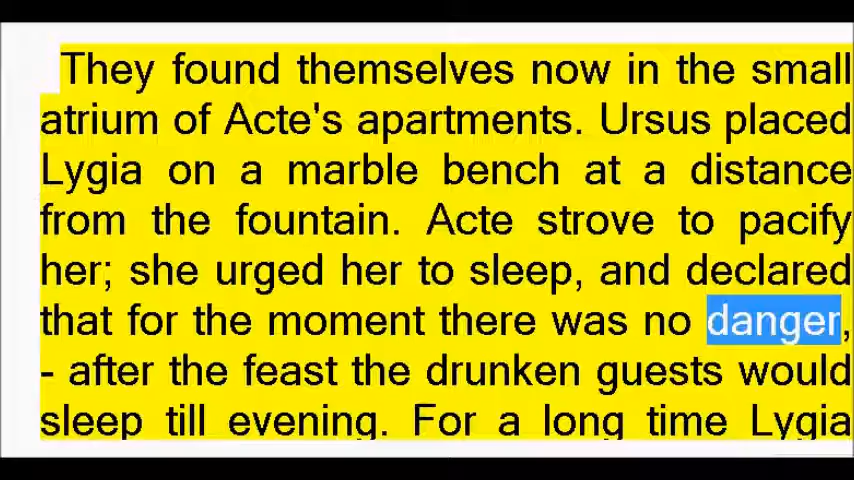 They found themselves now in the small
atrium of Acte's apartments. Ursus placed
Lygia on a marble bench at a distance
from the fountain. Acte strove to pacify
her; she urged her to sleep, and declared
that for the moment there was no danger,
- after the feast the drunken guests would
sleep till evening. For a long time Lygia